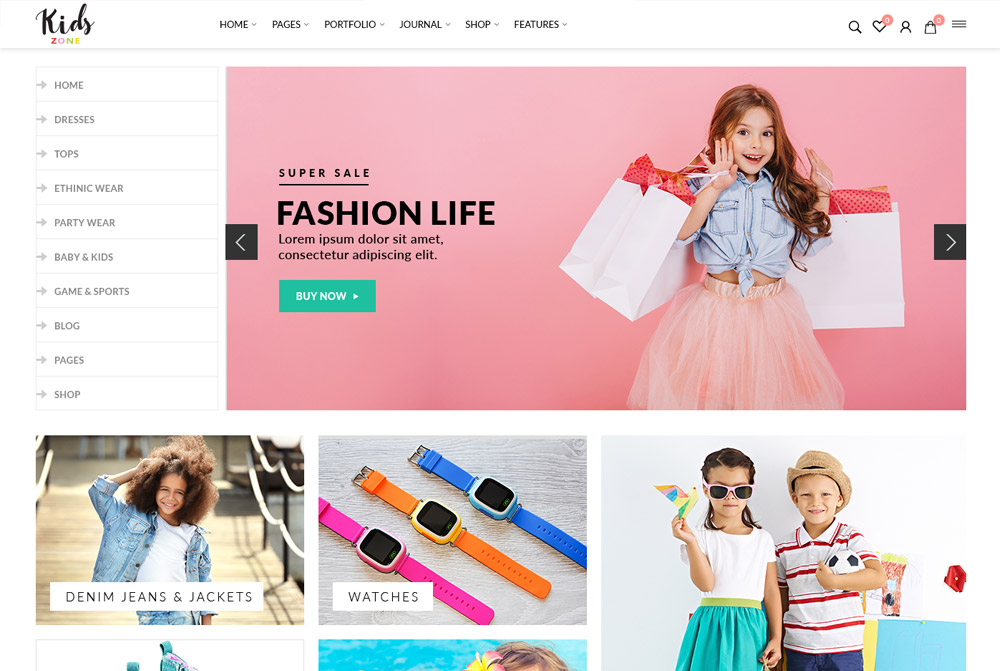 Kids
ZONE
HOME
PAGES
PORTFOLIO
JOURNAL
SHOP
FEATURES
0
0
HOME
DRESSES
TOPS
ETHINIC WEAR
PARTY WEAR
BABY & KIDS
GAME & SPORTS
BLOG
PAGES
SHOP
SUPER SALE
FASHION LIFE
Lorem ipsum dolor sit amet,
consectetur adipiscing elit.
BUY NOW
DENIM JEANS & JACKETS
WATCHES